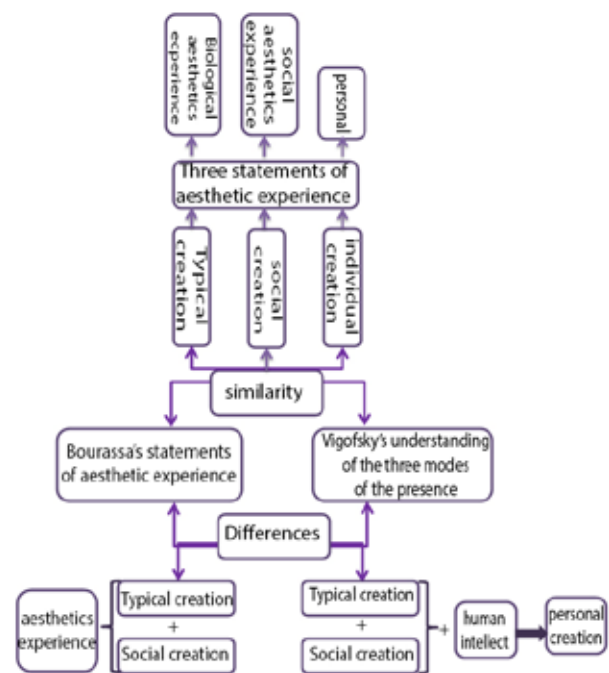 Biological
aesthetics
ecperience
social
aesthetics
experience
personal
Three statements of
aesthetic experience
Typical
creation
social
creation
individual
creation
similarity
Bourassa's statements
of aesthetic experience
Vigofsky's understanding
of the three modes
of the presence
Differences
aesthetics
experience
Typical creation
+
Social creation
Typical creation
+
Social creation
+
human
intellect
personal
creation